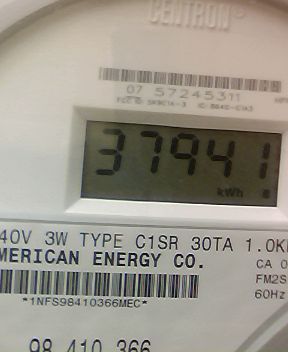 CENTRON
07 57245311
37941
kWh
40V 3W TYPE C1SR 30TA 1.0K
MERICAN ENERGY CO.
CA 0
FM2S
60Hz
*1NFS98410366MEC*
98 410 366